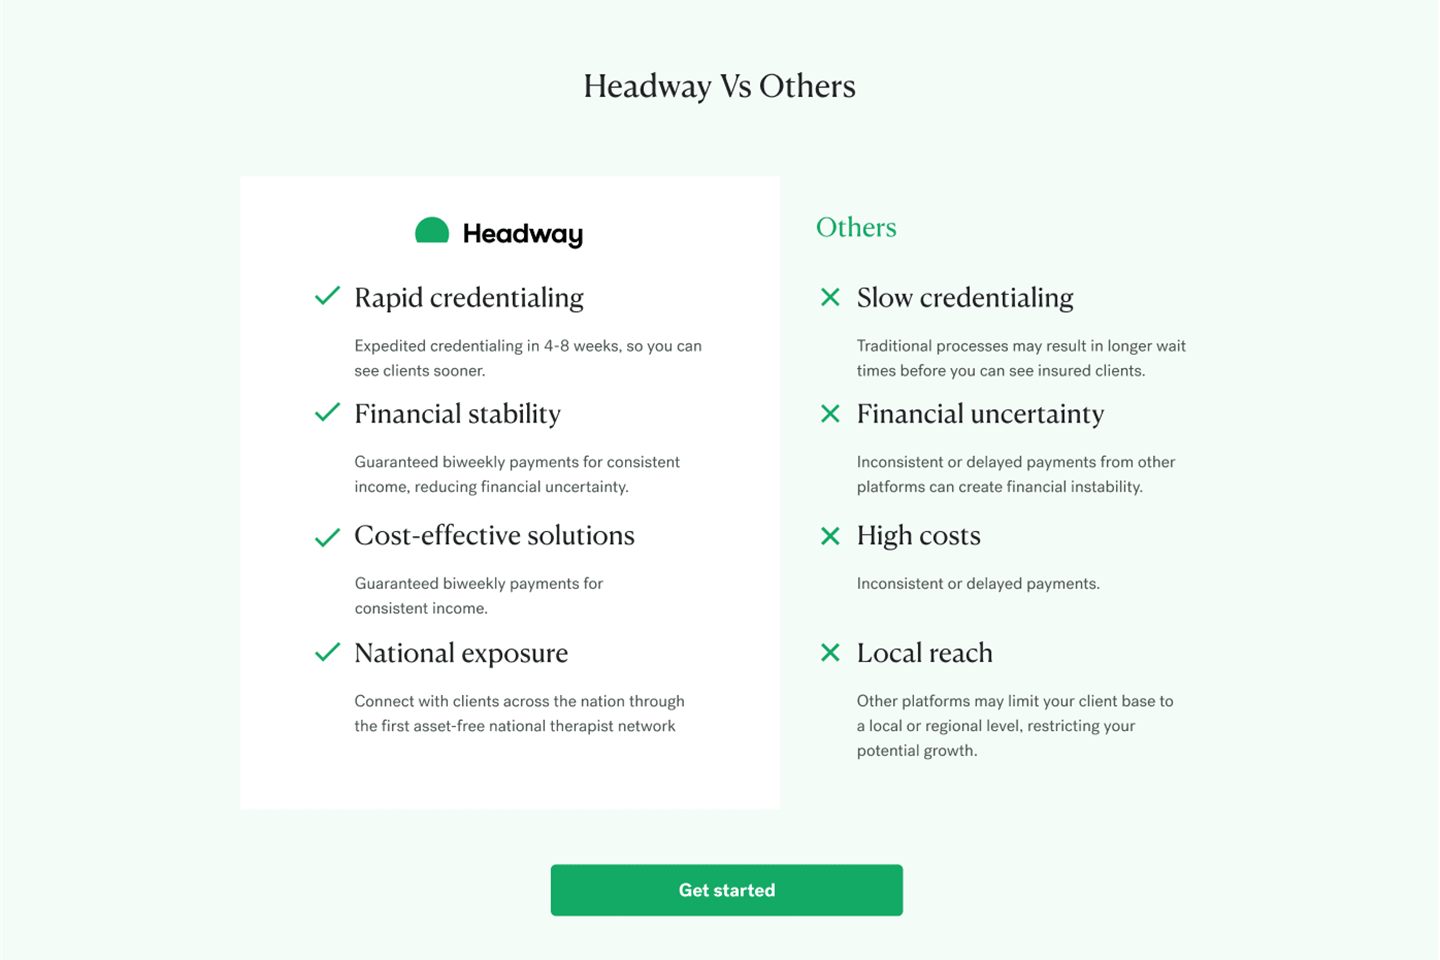 Headway Vs Others
Headway
Rapid credentialing
Expedited credentialing in 4-8 weeks, so you can
see clients sooner.
Financial stability
Guaranteed biweekly payments for consistent
income, reducing financial uncertainty.
Cost-effective solutions
Guaranteed biweekly payments for
consistent income.
National exposure
Connect with clients across the nation through
the first asset-free national therapist network
Others
Slow credentialing
Traditional processes may result in longer wait
times before you can see insured clients.
Financial uncertainty
Inconsistent or delayed payments from other
platforms can create financial instability.
High costs
Inconsistent or delayed payments.
Local reach
Other platforms may limit your client base to
a local or regional level, restricting your
potential growth.
Get started